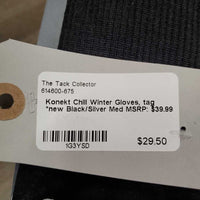 The Tack Collector
614600-675
Konekt Chill Winter Gloves, tag
*new Black/Silver Med MSRP: $39.99
1G3YSD
$29.50